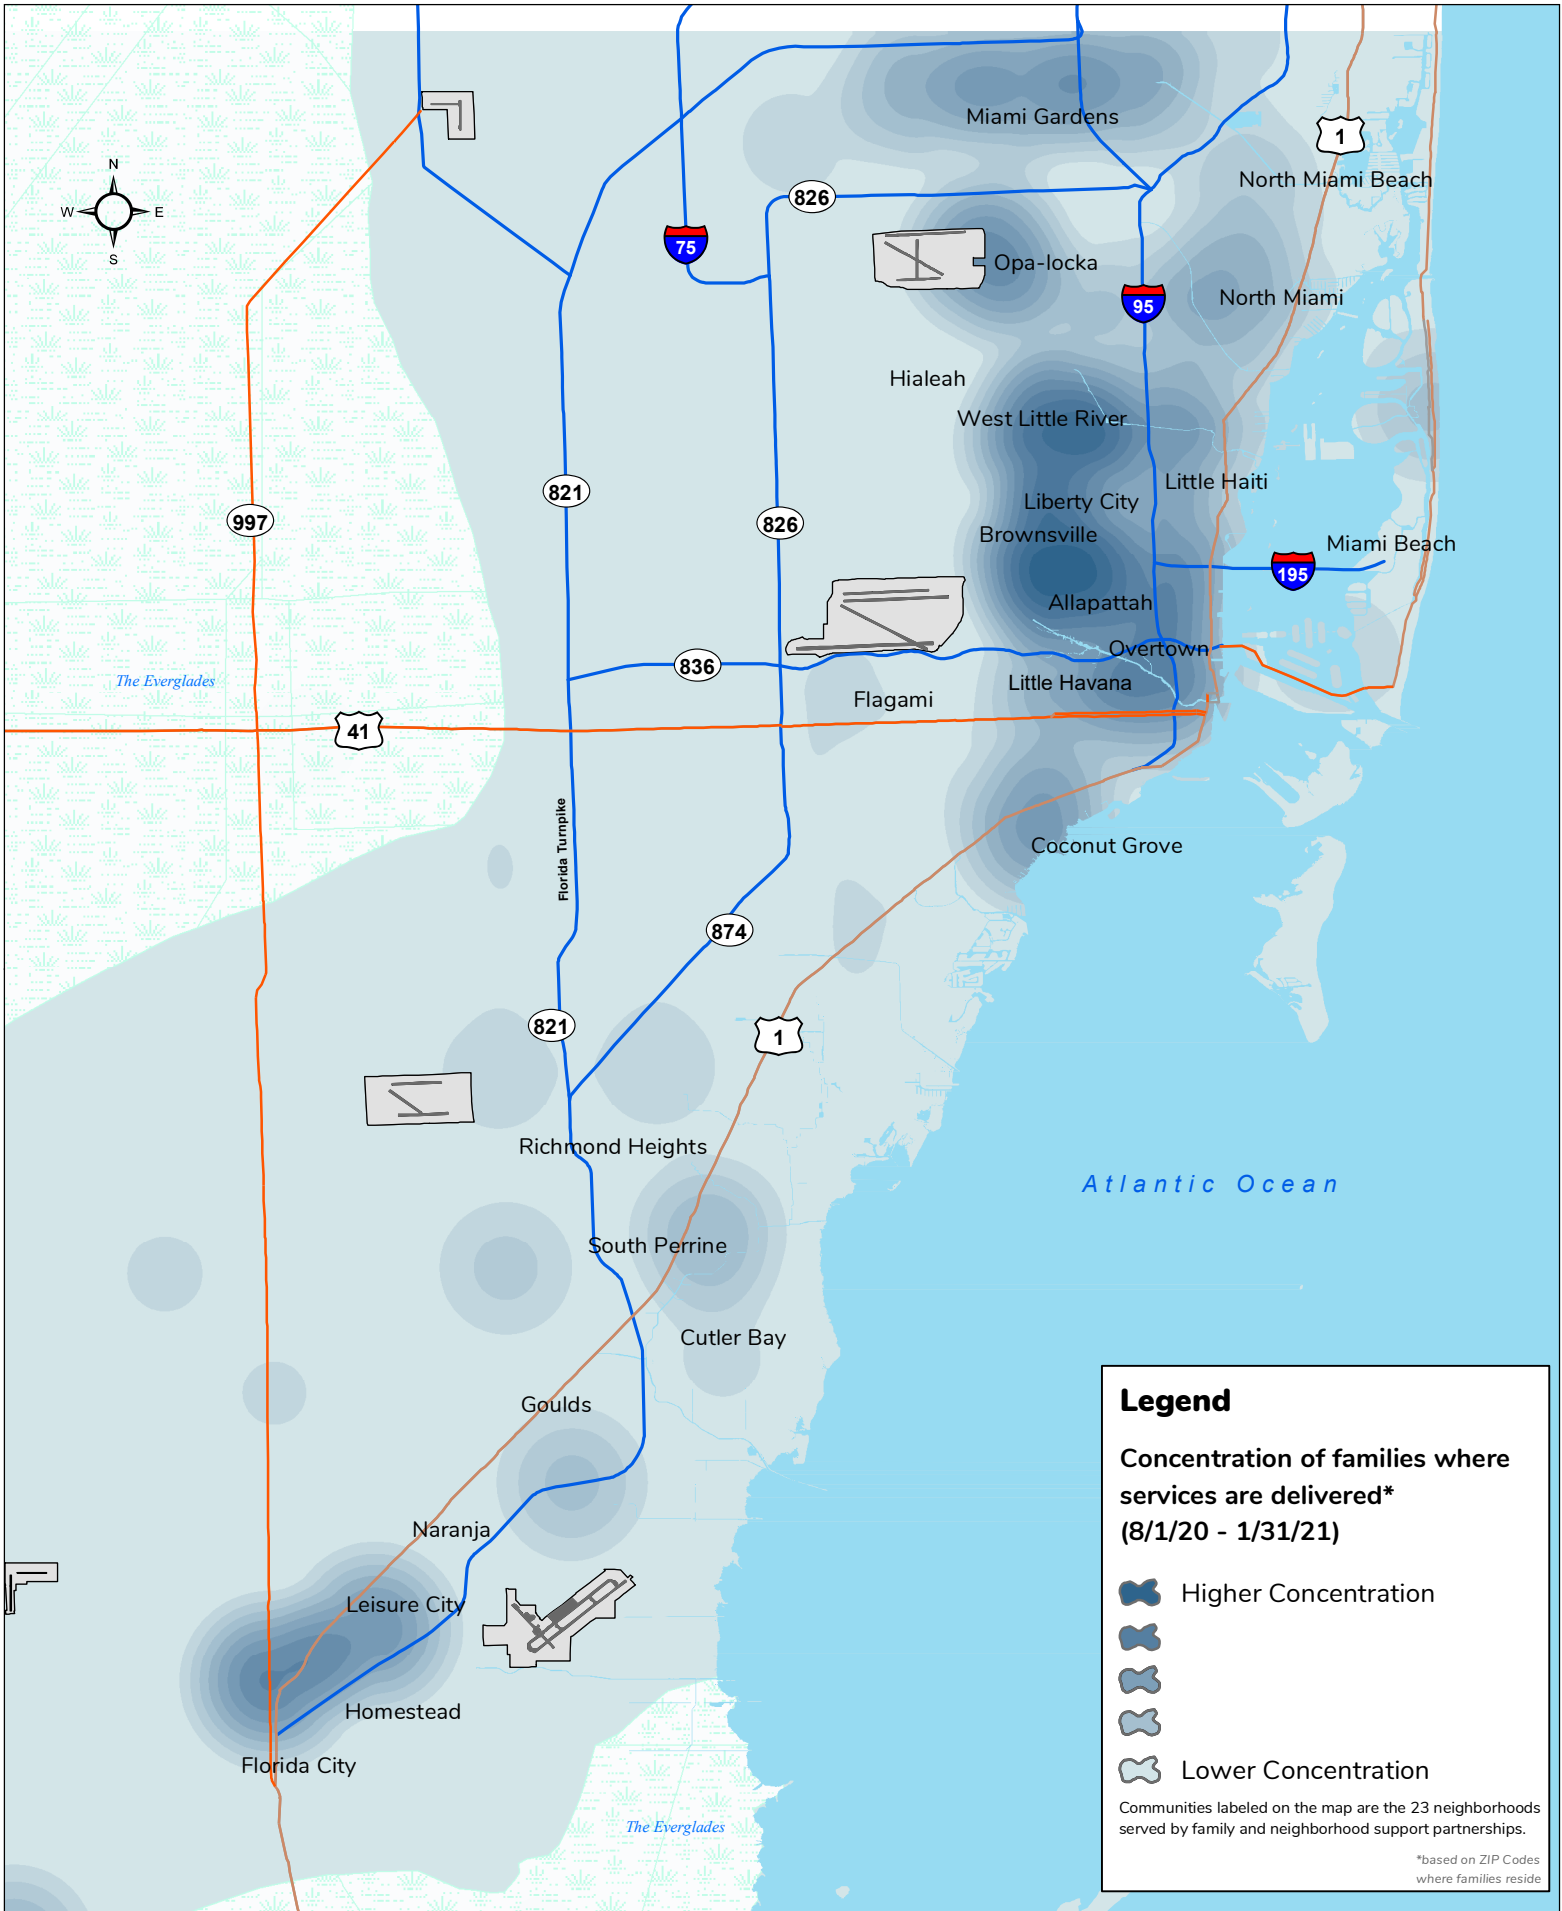 Miami Gardens
1
N
W E
S
North Miami Beach
826
75
Opa-locka
North Miami
95
Hialeah
West Little River
Little Haiti
821
Liberty City
997
826
Brownsville
Miami Beach
195
Allapattah
Overtown
836
The Everglades
Little Havana
Flagami
41
Florida Turnpike
Coconut Grove
874
821
1
Richmond Heights
Atlantic Ocean
South Perrine
Cutler Bay
Goulds
Naranja
Leisure City
Homestead
Florida City
The Everglades
Legend
Concentration of families where
services are delivered*
(8/1/20 - 1/31/21)
Higher Concentration
Lower Concentration
Communities labeled on the map are the 23 neighborhoods
served by family and neighborhood support partnerships.
*based on ZIP Codes
where families reside